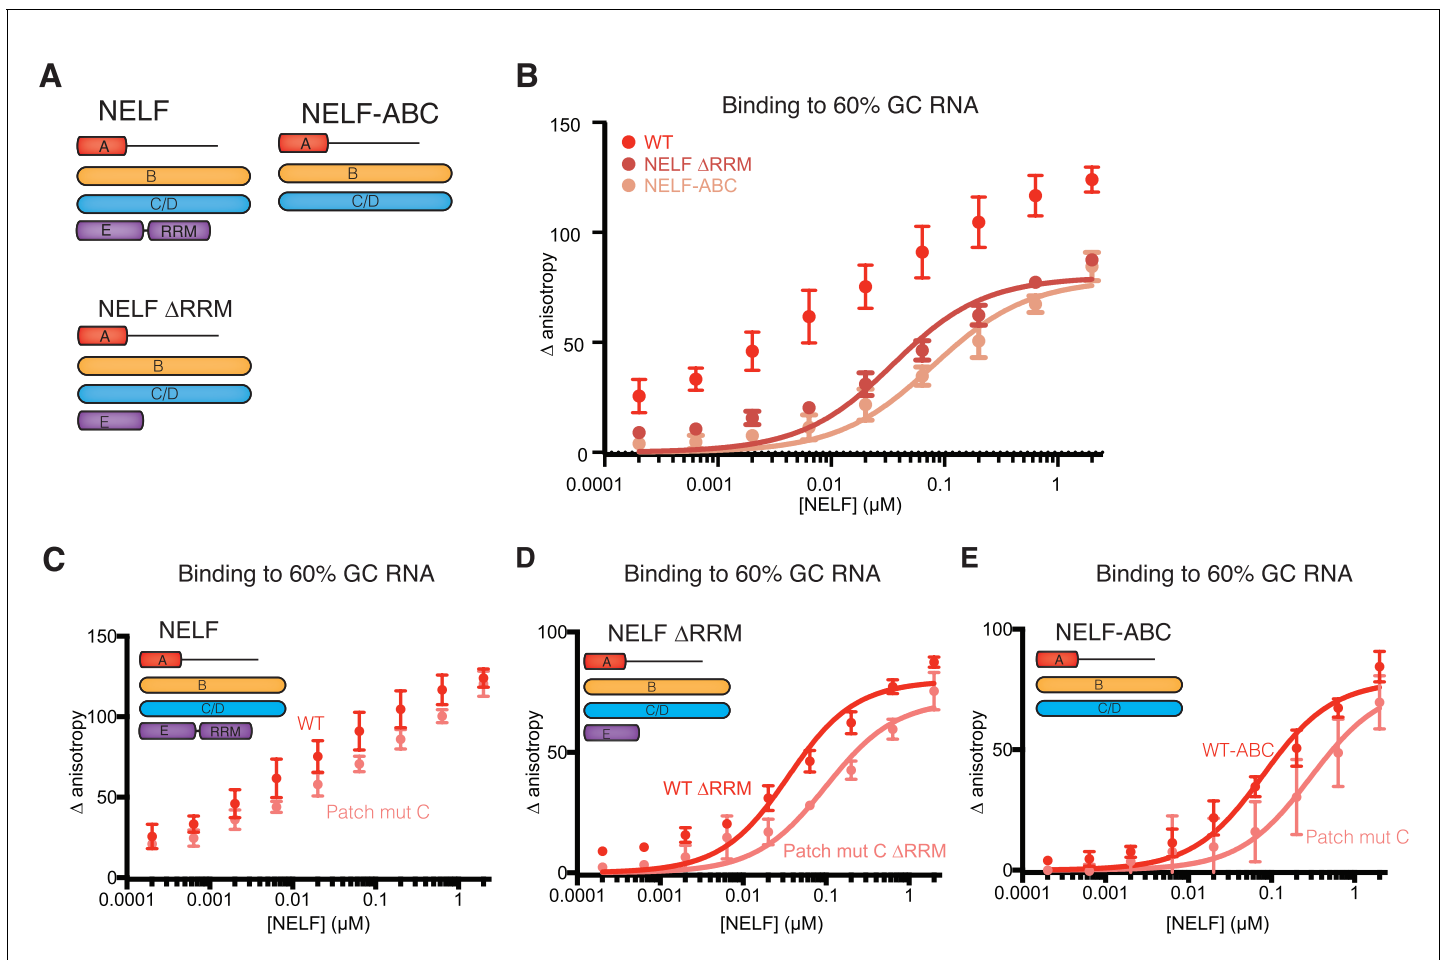 A
NELF
A
B
C/D
E
RRM
NELF-ABC
A
B
C/D
NELF ΔRRM
A
B
C/D
E
B
Binding to 60% GC RNA
150
100
50
0
Δ anisotropy
WT
NELF ΔRRM
NELF-ABC
0.0001
0.001
0.01
0.1
1
[NELF] (µM)
C
Binding to 60% GC RNA
150
100
50
0
Δ anisotropy
NELF
A
B
C/D
E
RRM
WT
Patch mut C
0.0001
0.001
0.01
0.1
1
[NELF] (µM)
D
Binding to 60% GC RNA
100
50
0
Δ anisotropy
NELF ΔRRM
A
B
C/D
E
WT ΔRRM
Patch mut C ΔRRM
0.0001
0.001
0.01
0.1
1
[NELF] (µM)
E
Binding to 60% GC RNA
100
50
0
Δ anisotropy
NELF-ABC
A
B
C/D
WT-ABC
Patch mut C
0.0001
0.001
0.01
0.1
1
[NELF] (µM)